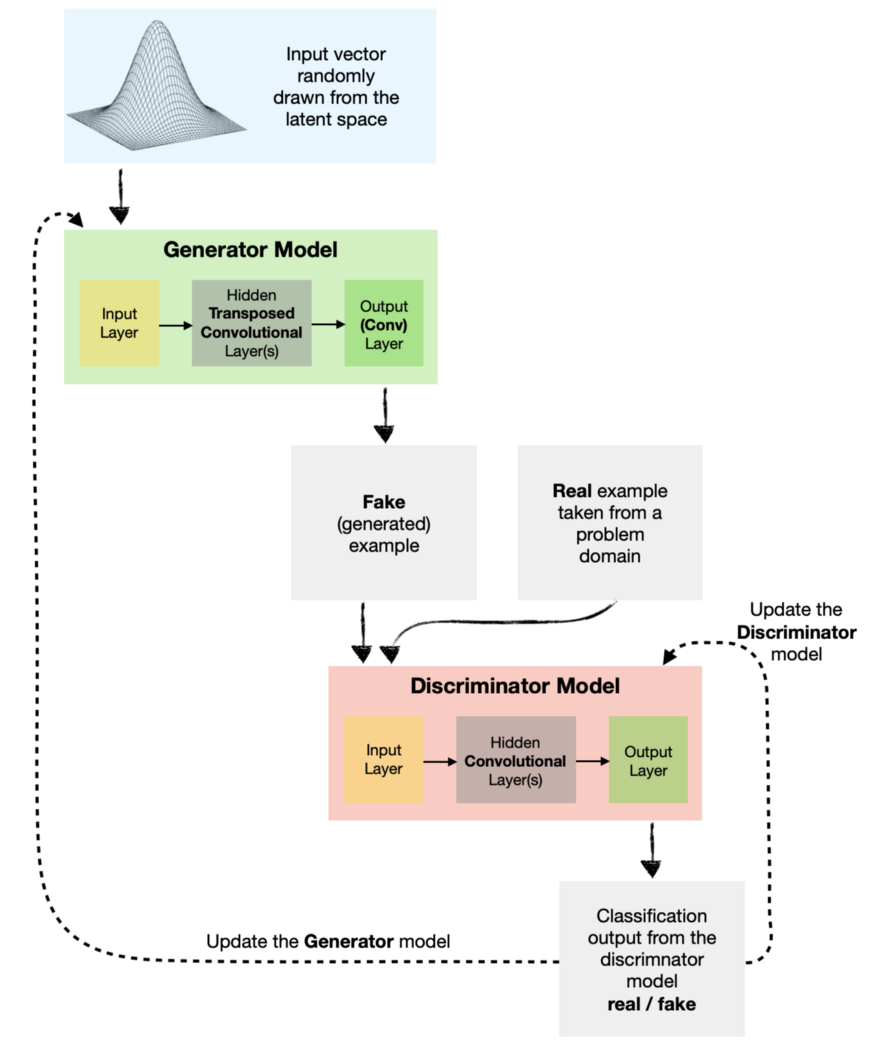 Input vector
randomly
drawn from the
latent space
Generator Model
Input
Layer
Hidden
Transposed
Convolutional
Layer(s)
Output
(Conv)
Layer
Fake
(generated)
example
Real example
taken from a
problem
domain
Update the
Discriminator
model
Discriminator Model
Input
Layer
Hidden
Convolutional
Layer(s)
Output
Layer
Update the Generator model
Classification
output from the
discrimnator
model
real / fake